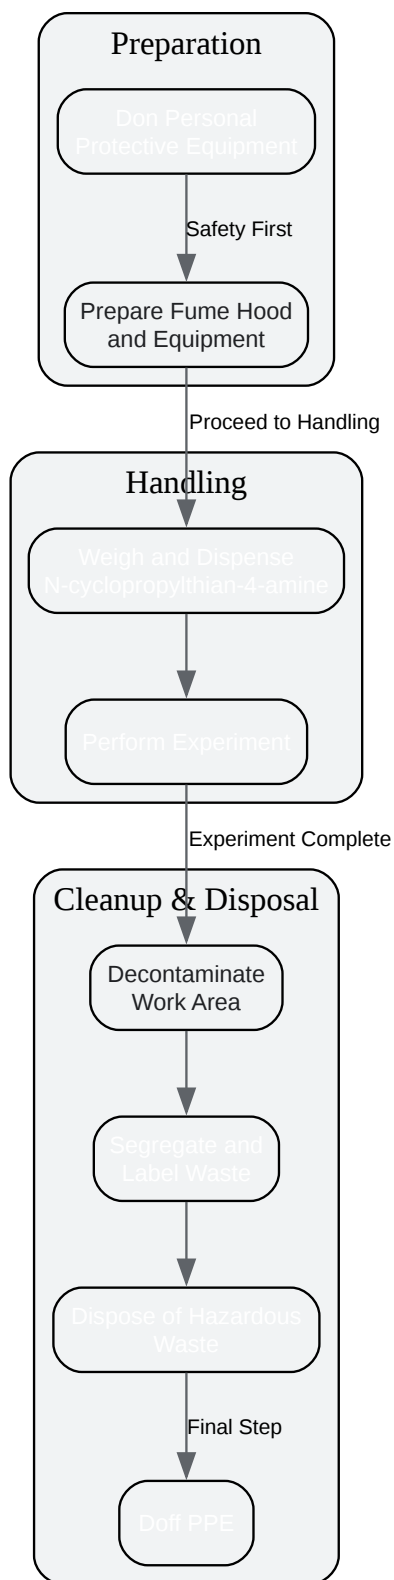 Preparation
Don Personal
Protective Equipment
Safety First
Prepare Fume Hood
and Equipment
Proceed to Handling
Handling
Weigh and Dispense
N-cyclopropylthian-4-amine
Perform Experiment
Experiment Complete
Cleanup & Disposal
Decontaminate
Work Area
Segregate and
Label Waste
Dispose of Hazardous
Waste
Final Step
Doff PPE